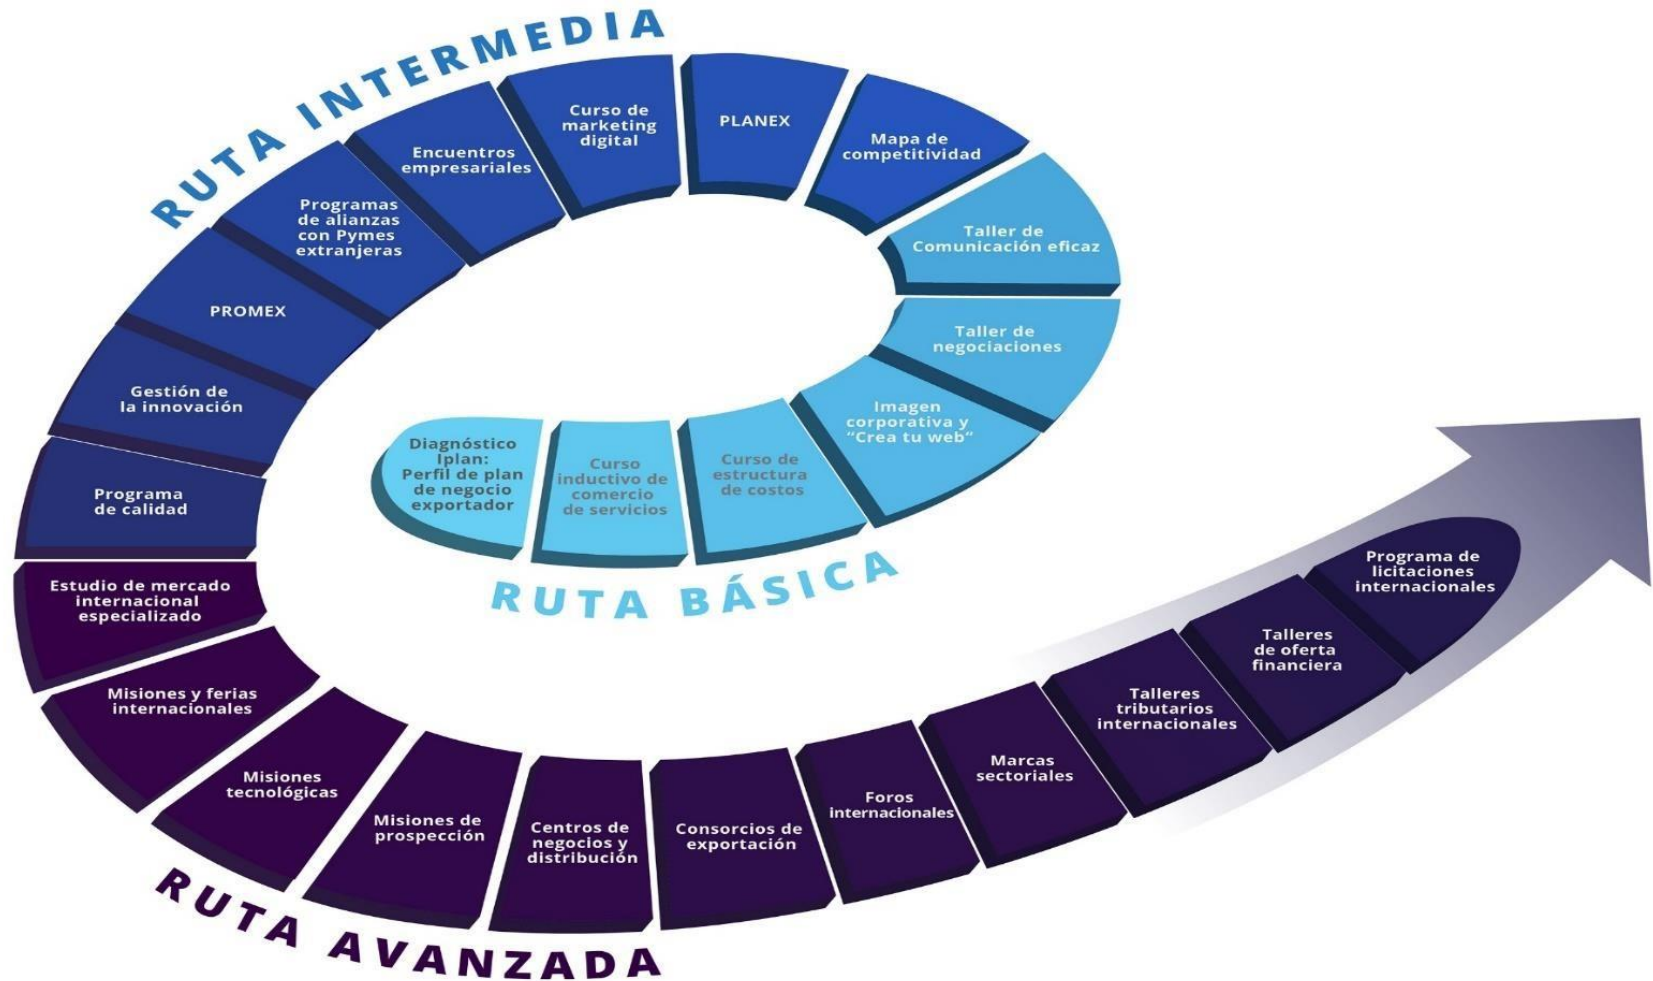 RUTA INTERMEDIA
Curso de
marketing
digital
PLANEX
Mapa de
competitividad
Encuentros
empresariales
Programas
de alianzas
con Pymes
extranjeras
PROMEX
Gestión de
la innovación
Programa
de calidad
Taller de
Comunicación eficaz
Taller de
negociaciones
Imagen
corporativa y
“Crea tu web”
Curso de
estructura
de costos
Curso
inductivo de
comercio
de servicios
Diagnóstico
Iplan:
Perfil de plan
de negocio
exportador
RUTA BÁSICA
Estudio de mercado
internacional
especializado
Misiones y ferias
internacionales
Misiones
tecnológicas
Misiones de
prospección
Centros de
negocios y
distribución
Consorcios de
exportación
Foros
internacionales
Marcas
sectoriales
Talleres
tributarios
internacionales
Talleres
de oferta
financiera
Programa de
licitaciones
internacionales
RUTA AVANZADA